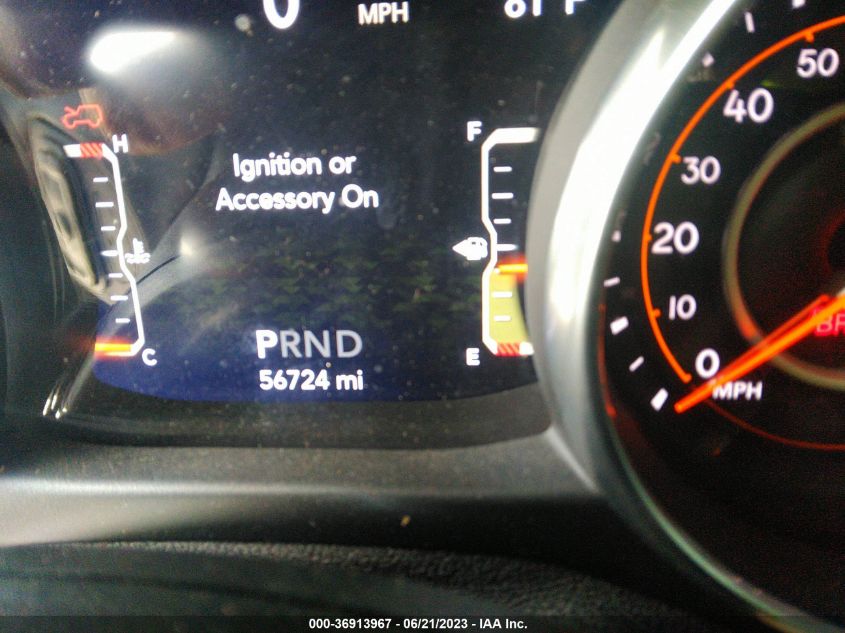 0 MPH
H
F
Ignition or
Accessory On
C
E
PRND
56724 mi
50
40
30
20
10
0
MPH
000-36913967 - 06/21/2023 - IAA Inc.